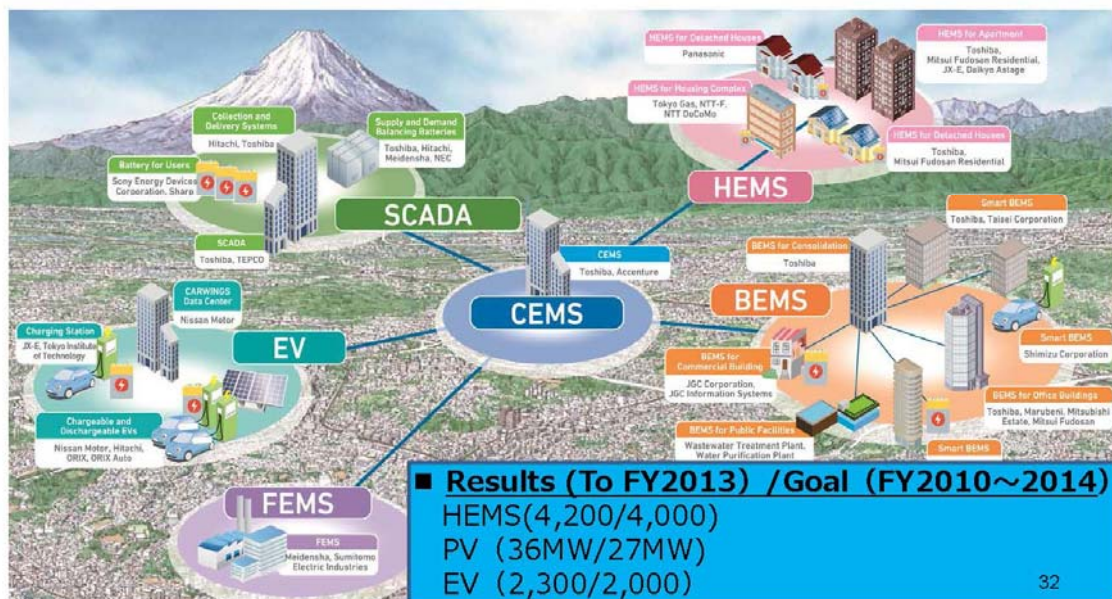 Collection and
Delivery Systems
Hitachi, Toshiba
Supply and Demand
Balancing Batteries
Toshiba, Hitachi,
Meidensha, NEC
Battery for Users
Sony Energy Devices
Corporation, Sharp
SCADA
Toshiba, TEPCO
SCADA
HEMS for Detached Houses
Panasonic
HEMS for Apartment
Toshiba,
Mitsui Fudosan Residential,
JX-E, Daikyo Astage
HEMS for Housing Complex
Tokyo Gas, NTT-F,
NTT DoCoMo
HEMS for Detached Houses
Toshiba,
Mitsui Fudosan Residential
HEMS
CEMS
Toshiba, Accenture
CEMS
Smart BEMS
Toshiba, Taisei Corporation
BEMS for Consolidation
Toshiba
BEMS
Smart BEMS
Shimizu Corporation
BEMS for
Commercial Building
JGC Corporation,
JGC Information Systems
BEMS for Office Buildings
Toshiba, Marubeni, Mitsubishi
Estate, Mitsui Fudosan
BEMS for Public Facilities
Wastewater Treatment Plant,
Water Purification Plant
Smart BEMS
CARWINGS
Data Center
Nissan Motor
Charging Station
JX-E, Tokyo Institute
of Technology
EV
Chargeable and
Dischargeable EVs
Nissan Motor, Hitachi,
ORIX, ORIX Auto
FEMS
FEMS
Meidensha, Sumitomo
Electric Industries
■ Results (To FY2013) /Goal (FY2010～2014)
HEMS(4,200/4,000)
PV (36MW/27MW)
EV (2,300/2,000)
32